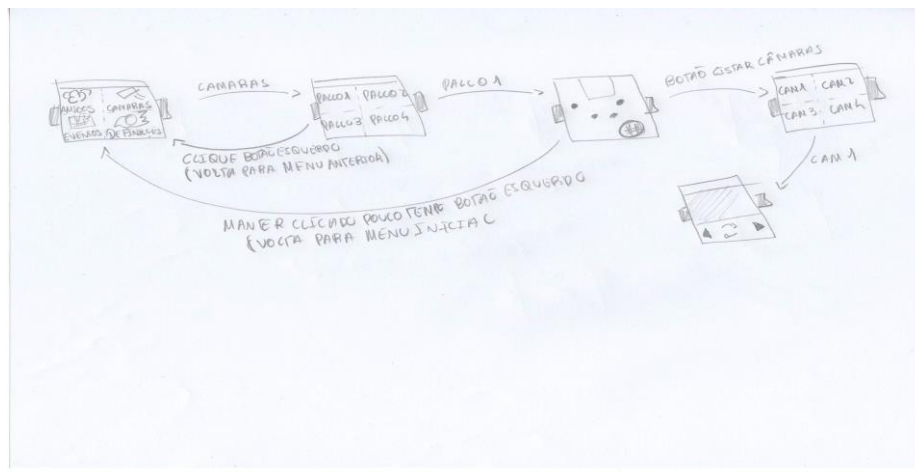 AMIGOS CAMARAS
EVENTOS DEFINIÇÕES
CAMARAS
PALCO 1 PALCO 2
PALCO 3 PALCO 4
CLIQUE BOTÃO ESQUERDO
(VOLTA PARA MENU ANTERIOR)
PALCO 1
MANTER CLICADO POUCO TEMPO BOTÃO ESQUERDO
(VOLTA PARA MENU INICIAL
BOTÃO LISTAR CÂMARAS
CAM 1 CAM 2
CAM 3 CAM 4
CAM 1